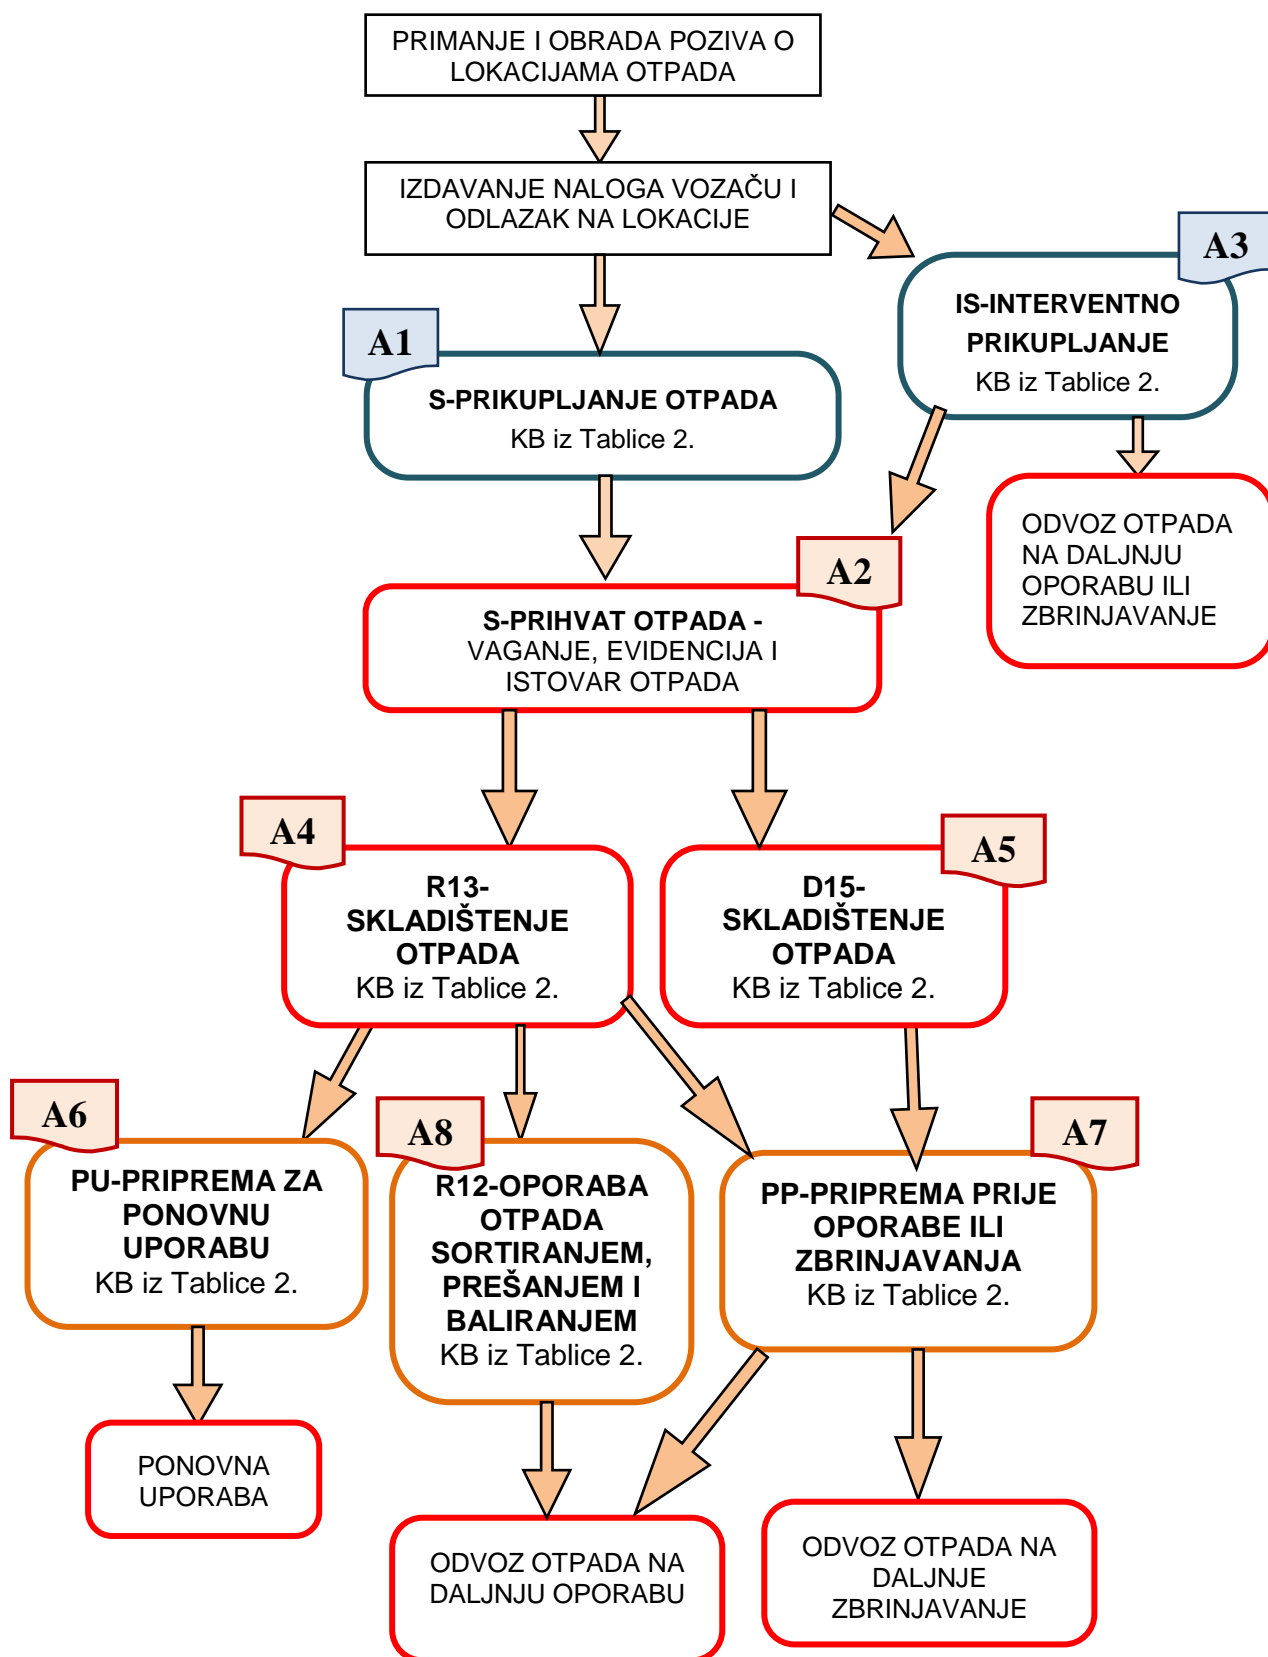 PRIMANJE I OBRADA POZIVA O
LOKACIJAMA OTPADA
IZDAVANJE NALOGA VOZAČU I
ODLAZAK NA LOKACIJE
A3
IS-INTERVENTNO
PRIKUPLJANJE
KB iz Tablice 2.
A1
S-PRIKUPLJANJE OTPADA
KB iz Tablice 2.
ODVOZ OTPADA
NA DALJNJU
OPORABU ILI
ZBRINJAVANJE
A2
S-PRIHVAT OTPADA -
VAGANJE, EVIDENCIJA I
ISTOVAR OTPADA
A4
R13-
SKLADIŠTENJE
OTPADA
KB iz Tablice 2.
A5
D15-
SKLADIŠTENJE
OTPADA
KB iz Tablice 2.
A6
PU-PRIPREMA ZA
PONOVNU
UPORABU
KB iz Tablice 2.
A8
R12-OPORABA
OTPADA
SORTIRANJEM,
PREŠANJEM I
BALIRANJEM
KB iz Tablice 2.
A7
PP-PRIPREMA PRIJE
OPORABE ILI
ZBRINJAVANJA
KB iz Tablice 2.
PONOVNA
UPORABA
ODVOZ OTPADA NA
DALJNJU OPORABU
ODVOZ OTPADA NA
DALJNJE
ZBRINJAVANJE